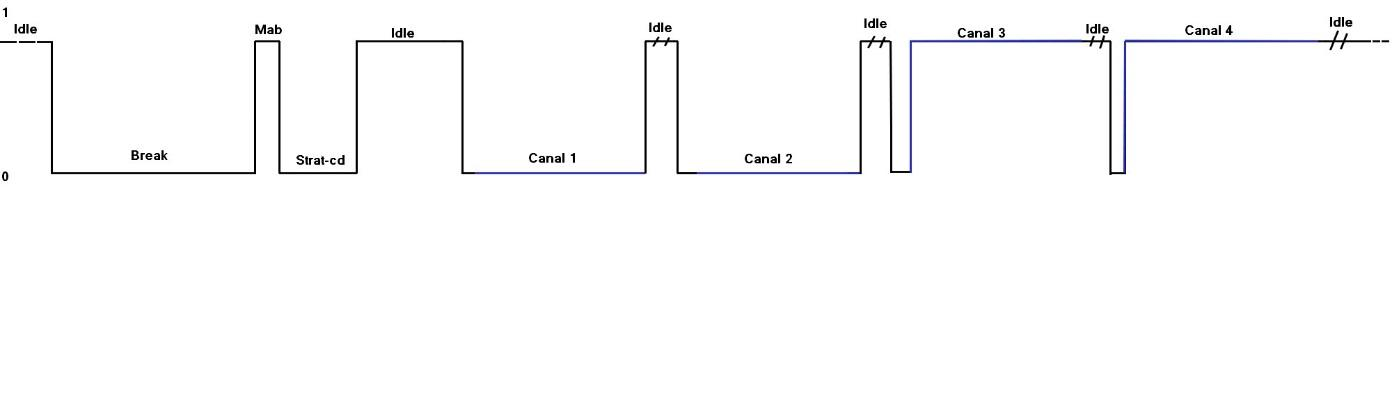 1
Idle
Mab
Idle
Idle
Idle
Canal 3
Idle
Canal 4
Idle
Break
Strat-cd
Canal 1
Canal 2
0